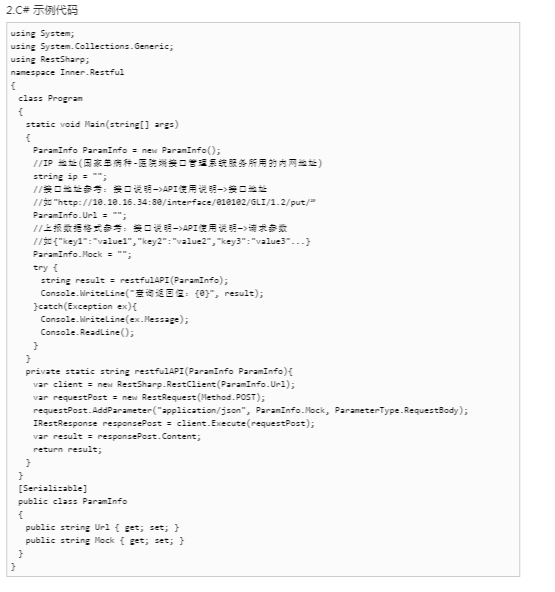 2.C# 示例代码
using System;
using System.Collections.Generic;
using RestSharp;
namespace Inner.Restful
{
class Program
{
static void Main(string[] args)
{
ParamInfo ParamInfo = new ParamInfo();
//IP 地址(国家单病种-医院端接口管理系统服务所用的内网地址)
string ip = "";
//接口地址参考: 接口说明—>API使用说明—>接口地址
//如"http://10.10.16.34:80/interface/010102/GLI/1.2/put/"
ParamInfo.Url = "";
//上报数据格式参考: 接口说明—>API使用说明—>请求参数
//如{"key1":"value1","key2":"value2","key3":"value3"...}
ParamInfo.Mock = "";
try {
string result = restfulAPI(ParamInfo);
Console.WriteLine("查询返回值: {0}", result);
}catch(Exception ex){
Console.WriteLine(ex.Message);
Console.ReadLine();
}
}
private static string restfulAPI(ParamInfo ParamInfo){
var client = new RestSharp.RestClient(ParamInfo.Url);
var requestPost = new RestRequest(Method.POST);
requestPost.AddParameter("application/json", ParamInfo.Mock, ParameterType.RequestBody);
IRestResponse responsePost = client.Execute(requestPost);
var result = responsePost.Content;
return result;
}
}
[Serializable]
public class ParamInfo
{
public string Url { get; set; }
public string Mock { get; set; }
}
}